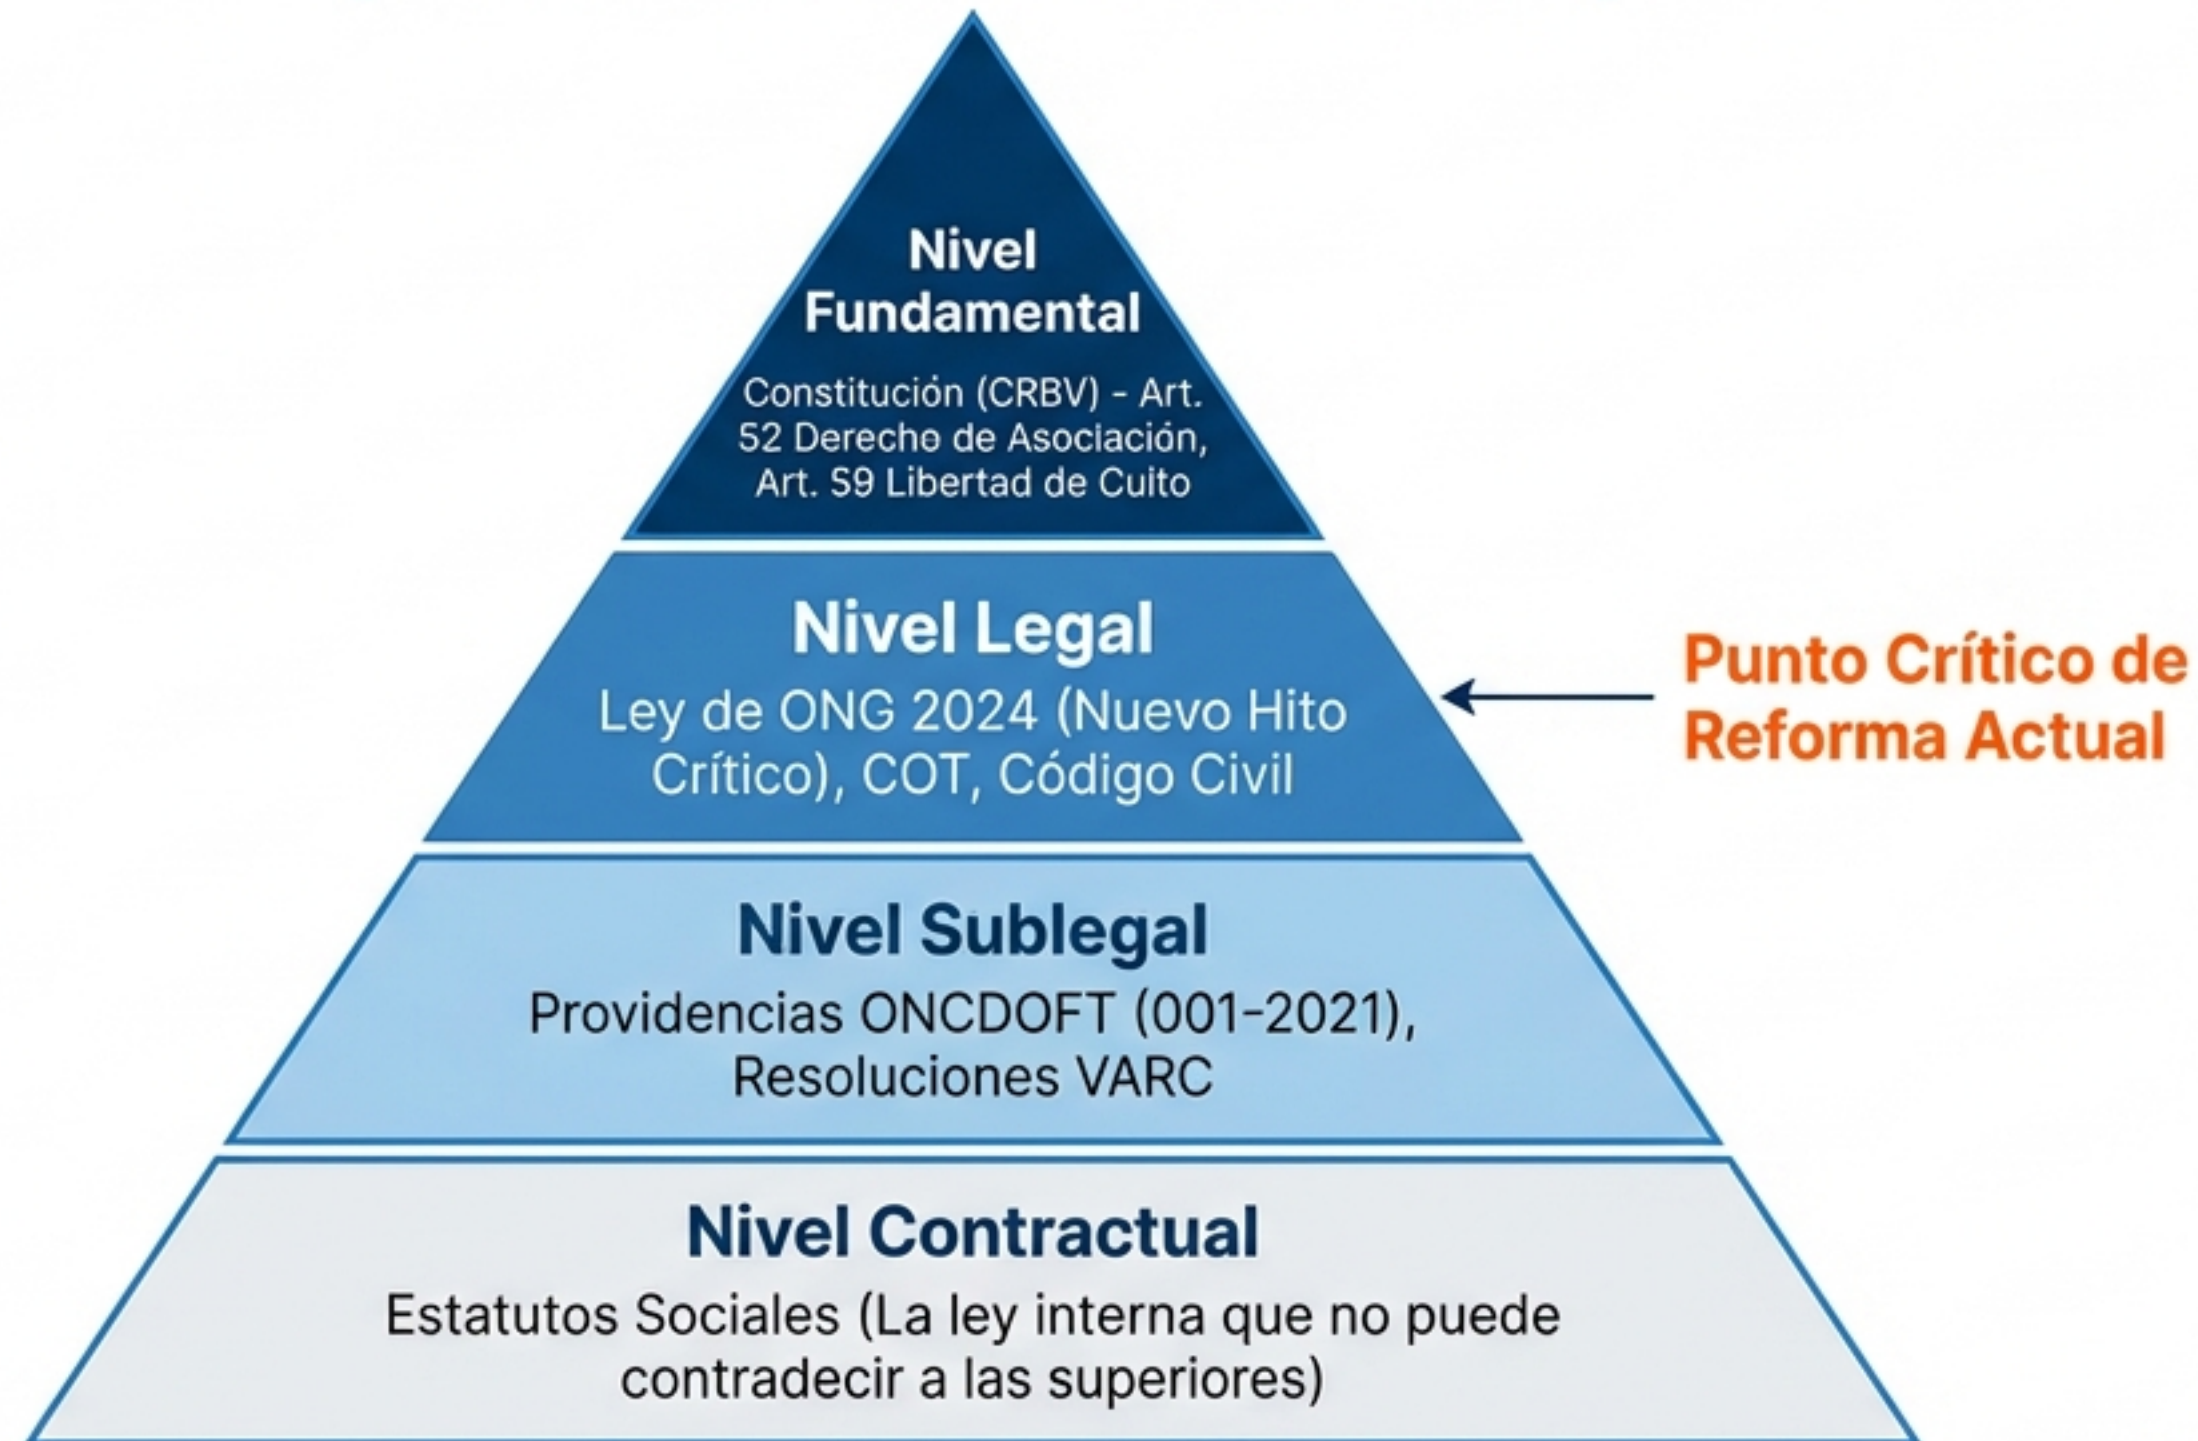 Nivel
Fundamental
Constitución (CRBV) - Art.
52 Derecho de Asociación,
Art. S9 Libertad de Cuito
Nivel Legal
Ley de ONG 2024 (Nuevo Hito
Crítico), COT, Código Civil
Punto Crítico de
Reforma Actual
Nivel Sublegal
Providencias ONCDOFT (001-2021),
Resoluciones VARC
Nivel Contractual
Estatutos Sociales (La ley interna que no puede
contradecir a las superiores)